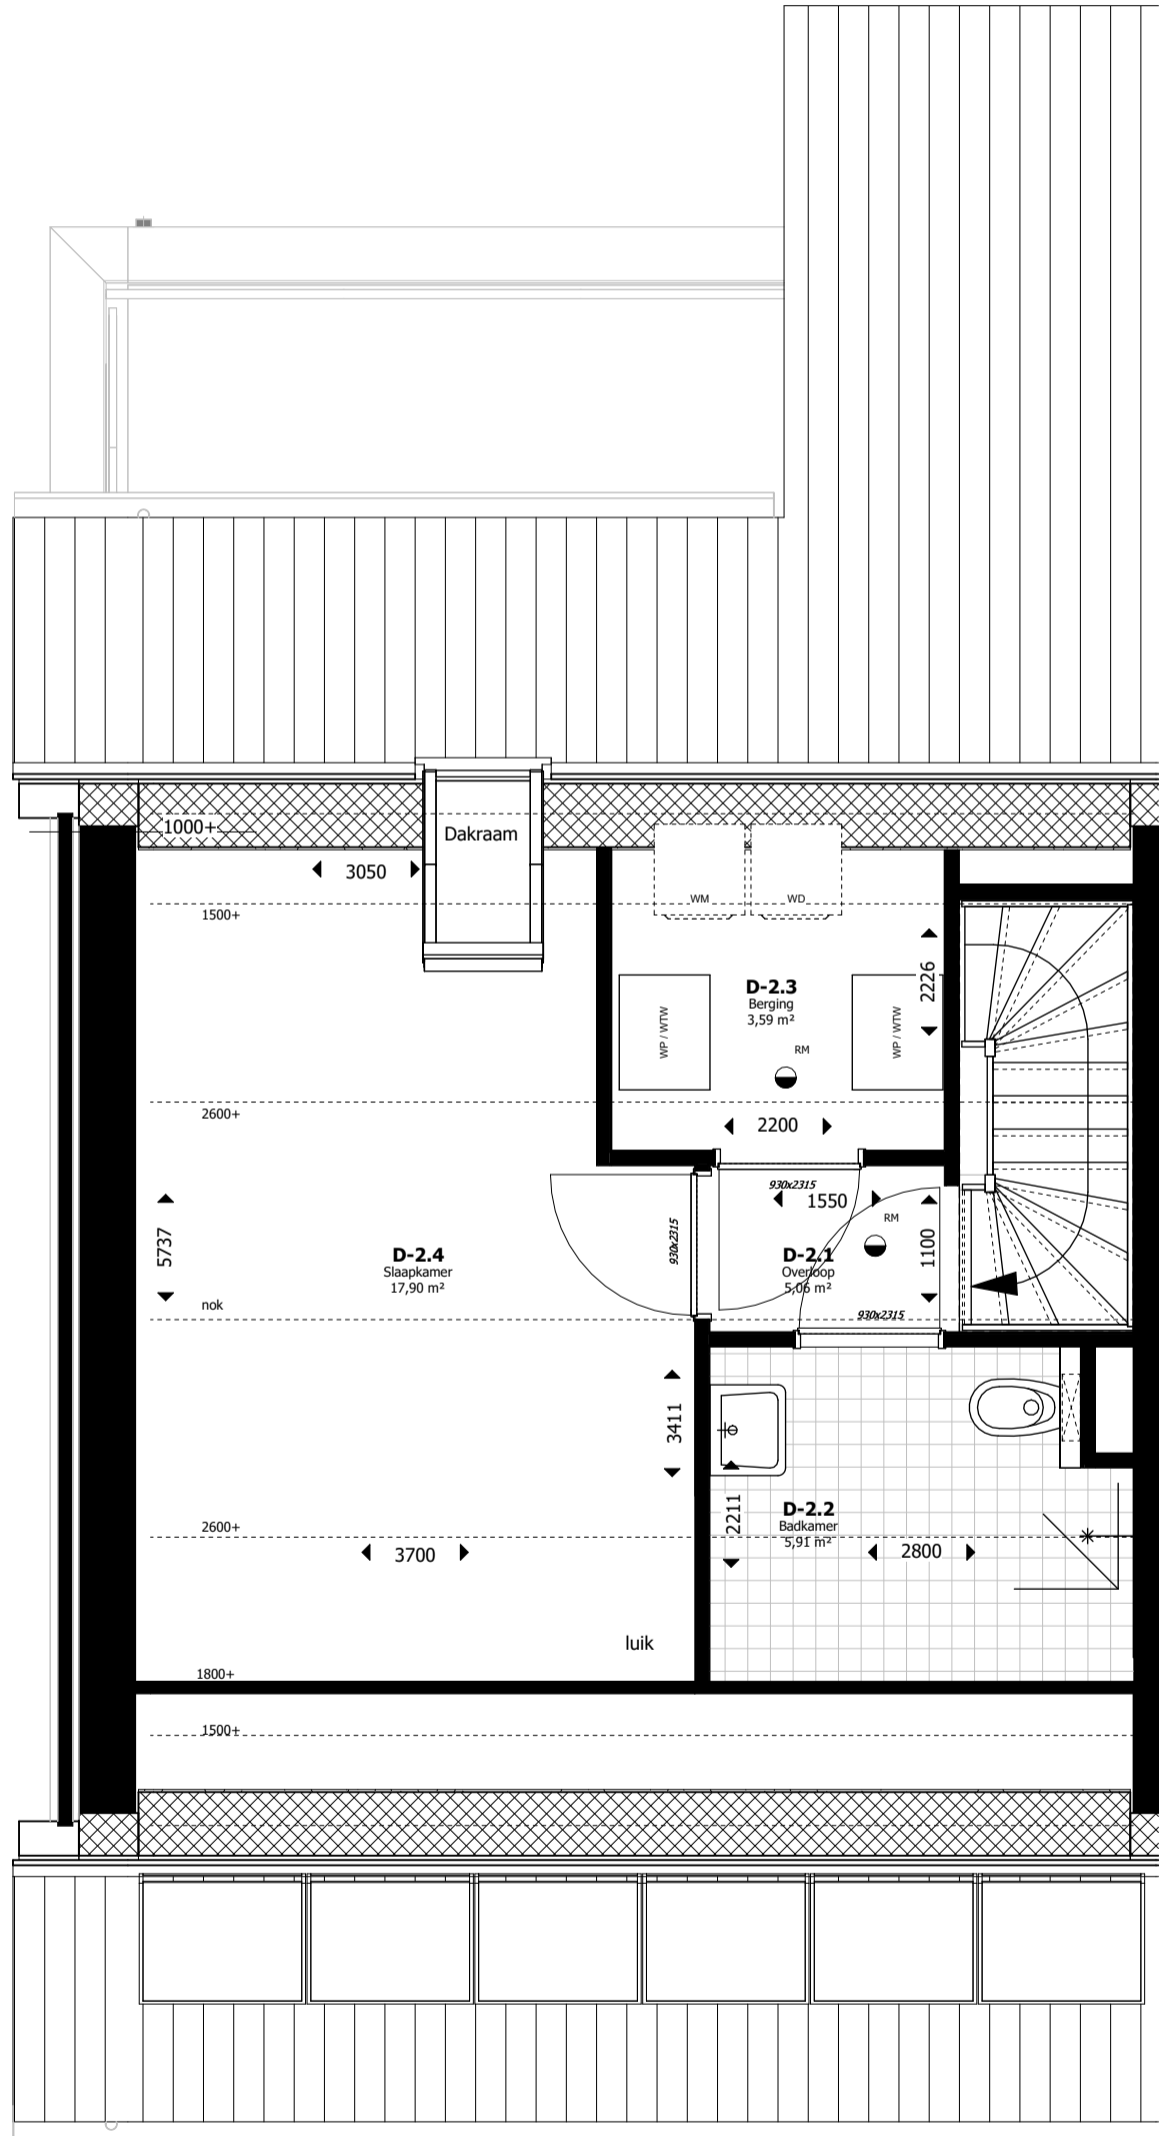 1000+
Dakraam
3050
1500+
WM
WD
D-2.3
Berging
3,59 m²
2226
WP / WTW
WP / WTW
RM
2600+
2200
930x2315
1550
RM
5737
930x2315
D-2.4
Slaapkamer
17,90 m²
D-2.1
Overloop
5,06 m²
1100
nok
930x2315
3411
2211
D-2.2
Badkamer
5,91 m²
2600+
3700
2800
luik
1800+
1500+